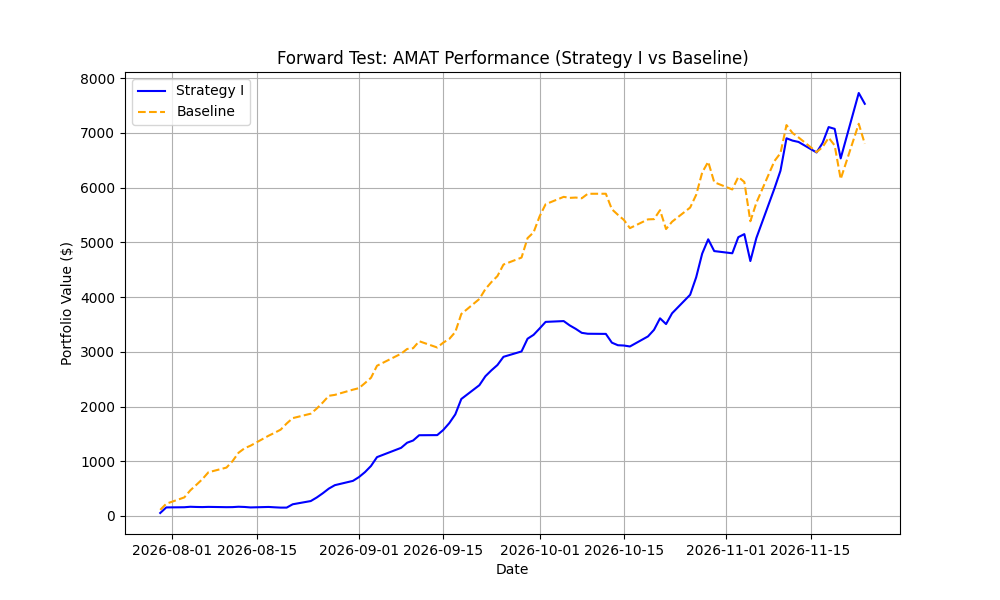 Forward Test: AMAT Performance (Strategy I vs Baseline)
Strategy I
Baseline
Portfolio Value ($)
8000
7000
6000
5000
4000
3000
2000
1000
0
2026-08-01 2026-08-15 2026-09-01 2026-09-15 2026-10-01 2026-10-15 2026-11-01 2026-11-15
Date